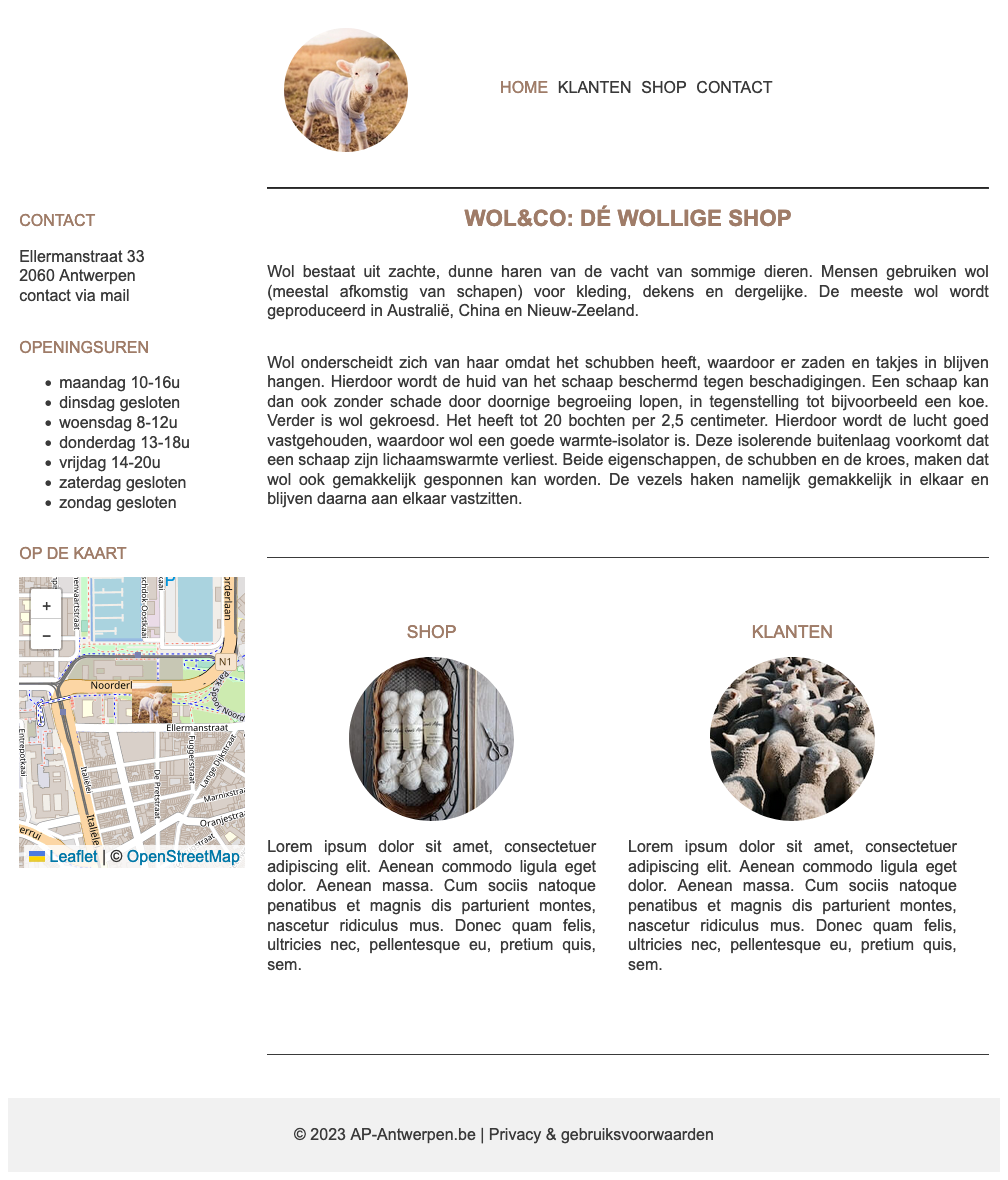 HOME KLANTEN SHOP CONTACT
CONTACT
Ellermanstraat 33
2060 Antwerpen
contact via mail
OPENINGSUREN
maandag 10-16u
dinsdag gesloten
woensdag 8-12u
donderdag 13-18u
vrijdag 14-20u
zaterdag gesloten
zondag gesloten
OP DE KAART
P
+
−
N1
Noorderl
Ellermanstraat
Entrepotkaai
Italiëlei
Italiëlei
De Pretstraat
Fuggerstraat
Lange Dijkstraat
Marnixstraat
Oranjestra
Park Spoor Noord
orderlaan
Leaflet | © OpenStreetMap
WOL&CO: DÉ WOLLIGE SHOP
Wol bestaat uit zachte, dunne haren van de vacht van sommige dieren. Mensen gebruiken wol
(meestal afkomstig van schapen) voor kleding, dekens en dergelijke. De meeste wol wordt
geproduceerd in Australië, China en Nieuw-Zeeland.
Wol onderscheidt zich van haar omdat het schubben heeft, waardoor er zaden en takjes in blijven
hangen. Hierdoor wordt de huid van het schaap beschermd tegen beschadigingen. Een schaap kan
dan ook zonder schade door doornige begroeiing lopen, in tegenstelling tot bijvoorbeeld een koe.
Verder is wol gekroesd. Het heeft tot 20 bochten per 2,5 centimeter. Hierdoor wordt de lucht goed
vastgehouden, waardoor wol een goede warmte-isolator is. Deze isolerende buitenlaag voorkomt dat
een schaap zijn lichaamswarmte verliest. Beide eigenschappen, de schubben en de kroes, maken dat
wol ook gemakkelijk gesponnen kan worden. De vezels haken namelijk gemakkelijk in elkaar en
blijven daarna aan elkaar vastzitten.
SHOP
Lorem ipsum dolor sit amet, consectetuer
adipiscing elit. Aenean commodo ligula eget
dolor. Aenean massa. Cum sociis natoque
penatibus et magnis dis parturient montes,
nascetur ridiculus mus. Donec quam felis,
ultricies nec, pellentesque eu, pretium quis,
sem.
KLANTEN
Lorem ipsum dolor sit amet, consectetuer
adipiscing elit. Aenean commodo ligula eget
dolor. Aenean massa. Cum sociis natoque
penatibus et magnis dis parturient montes,
nascetur ridiculus mus. Donec quam felis,
ultricies nec, pellentesque eu, pretium quis,
sem.
© 2023 AP-Antwerpen.be | Privacy & gebruiksvoorwaarden